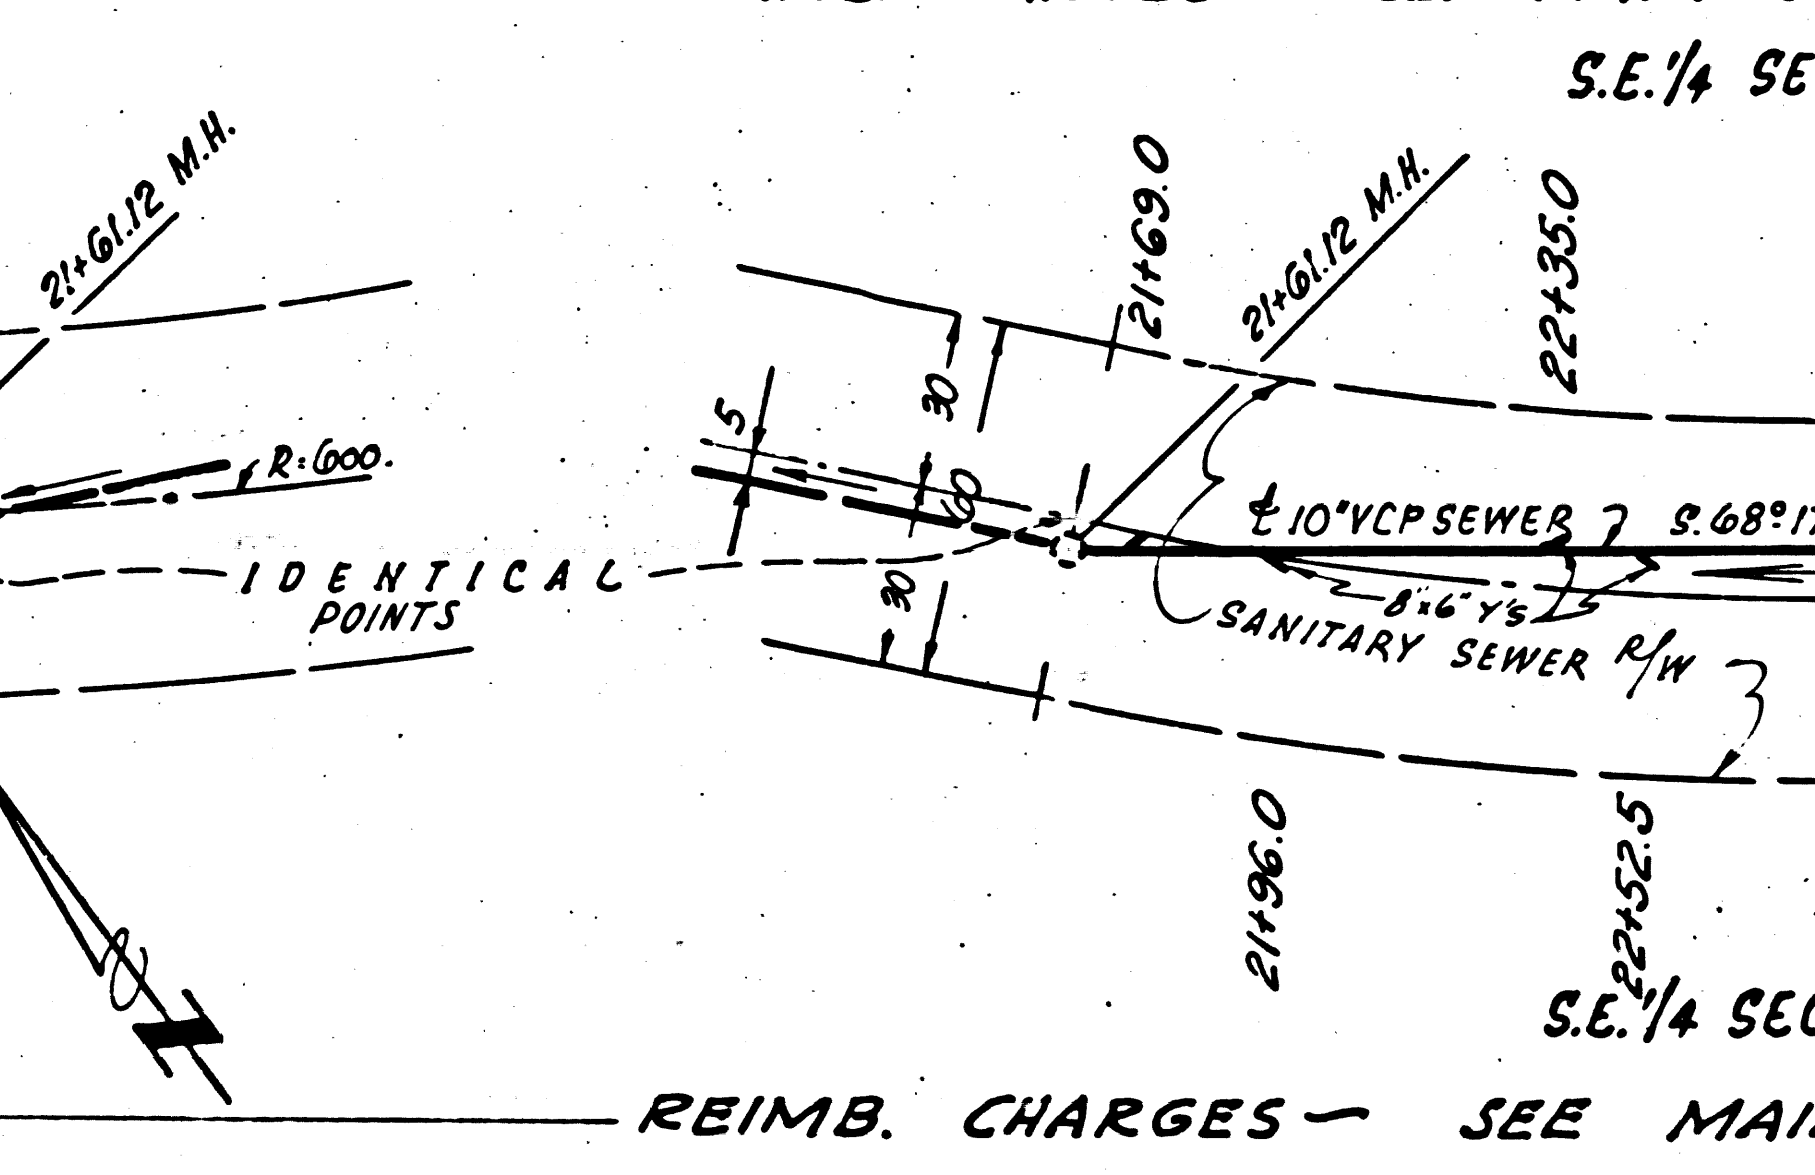 S.E. 1/4 SE
21+61.12 M.H.
21+69.0
21+61.12 M.H.
22+35.0
30
5
R=600.
60
℄ 10" VCP SEWER
S. 68° 17
IDENTICAL
POINTS
30
8"x6" Y's
SANITARY SEWER R/W
21+96.0
22+52.5
S.E. 1/4 SEC
REIMB. CHARGES — SEE MAI